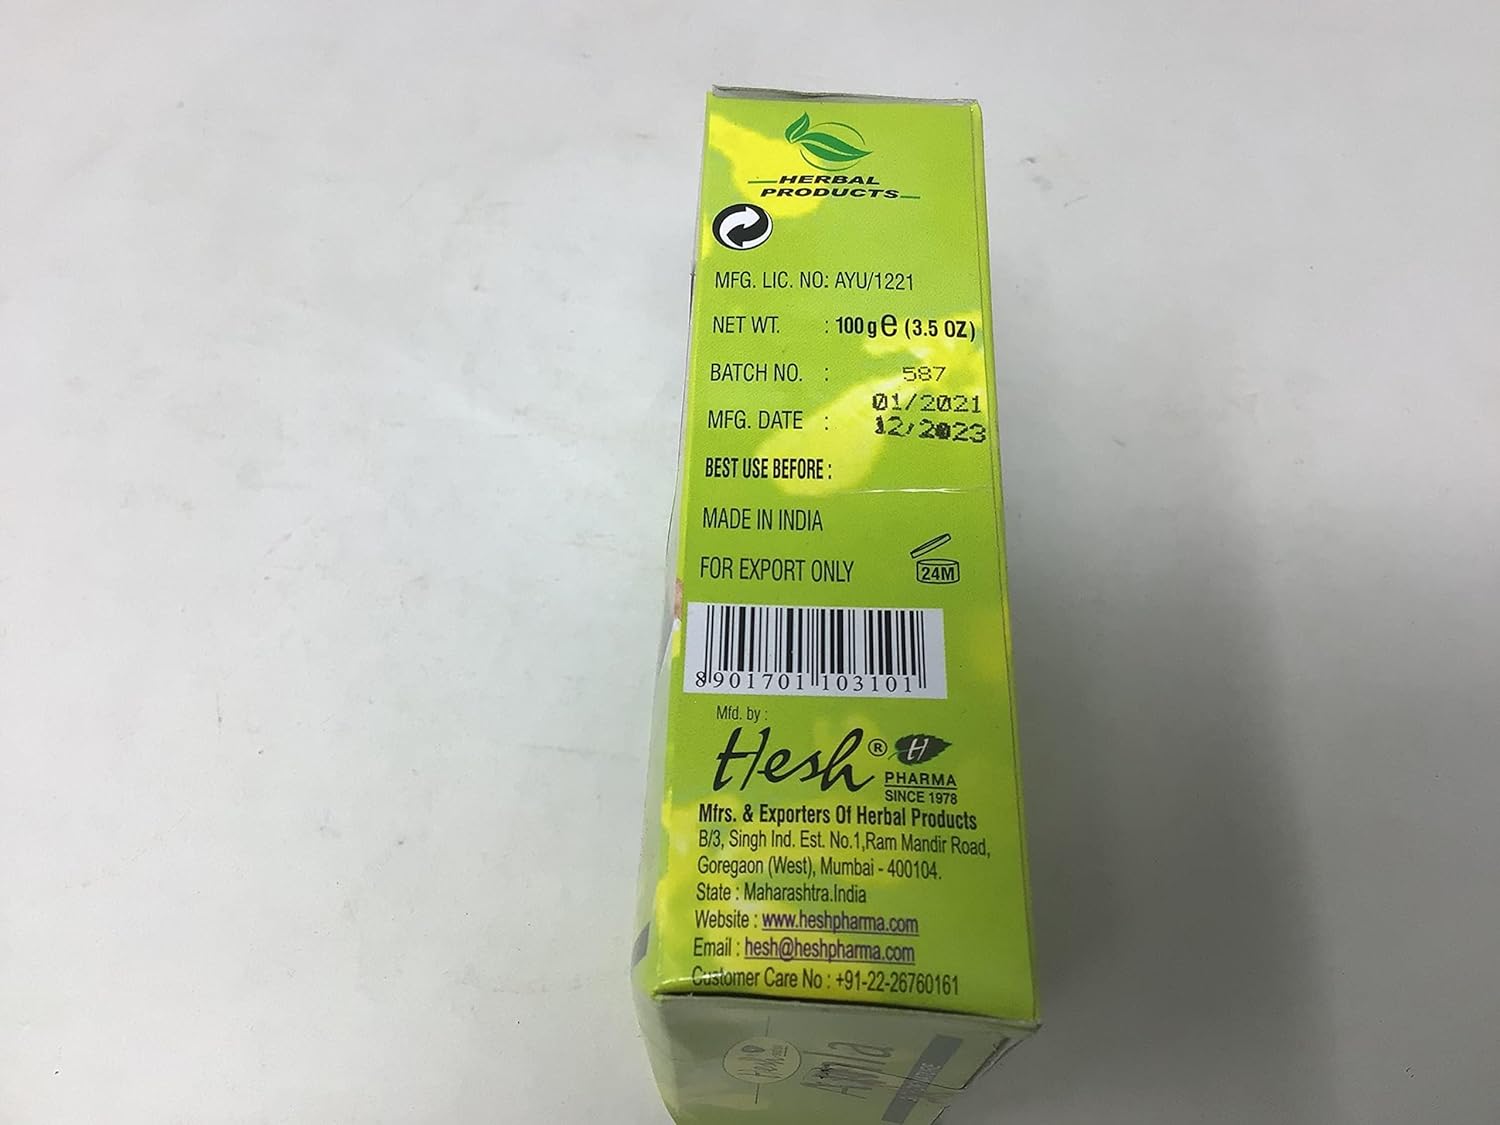 HERBAL
PRODUCTS
MFG. LIC. NO: AYU/1221
NET WT. : 100 g e (3.5 OZ)
BATCH NO. : 587
01/2021
MFG. DATE : 12/2023
BEST USE BEFORE :
MADE IN INDIA
FOR EXPORT ONLY 24M
8 901701 103101
Mfd. by :
Hesh® H
PHARMA
SINCE 1978
Mfrs. & Exporters Of Herbal Products
B/3, Singh Ind. Est. No.1,Ram Mandir Road,
Goregaon (West), Mumbai - 400104.
State : Maharashtra.India
Website : www.heshpharma.com
Email : hesh@heshpharma.com
Customer Care No : +91-22-26760161
Hesh
Amla